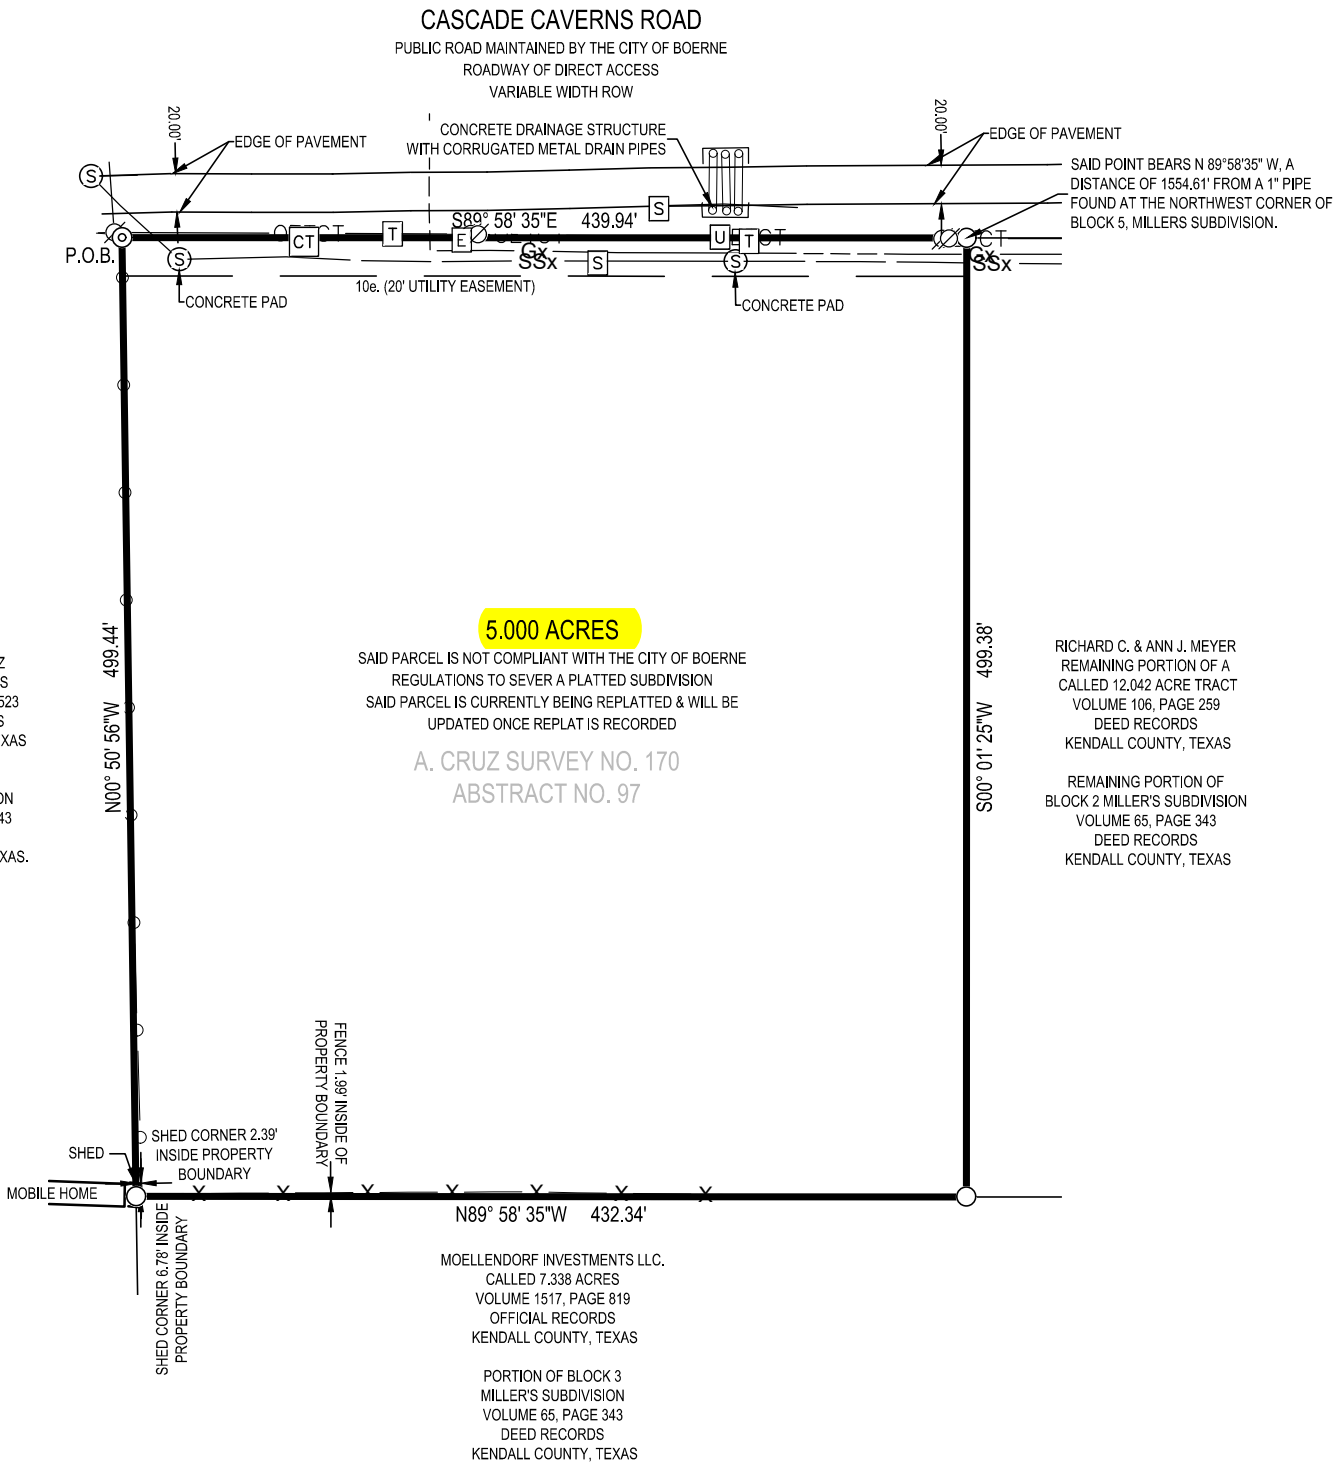 CASCADE CAVERNS ROAD
PUBLIC ROAD MAINTAINED BY THE CITY OF BOERNE
ROADWAY OF DIRECT ACCESS
VARIABLE WIDTH ROW
20.00'
EDGE OF PAVEMENT
CONCRETE DRAINAGE STRUCTURE
WITH CORRUGATED METAL DRAIN PIPES
20.00'
EDGE OF PAVEMENT
SAID POINT BEARS N 89°58'35" W, A
DISTANCE OF 1554.61' FROM A 1" PIPE
FOUND AT THE NORTHWEST CORNER OF
BLOCK 5, MILLERS SUBDIVISION.
S
S
S89° 58' 35"E 439.94'
CT
T
E
U
T
P.O.B.
S
S
S
Gx
SSx
Gx
SSx
10e. (20' UTILITY EASEMENT)
CONCRETE PAD
CONCRETE PAD
5.000 ACRES
SAID PARCEL IS NOT COMPLIANT WITH THE CITY OF BOERNE
REGULATIONS TO SEVER A PLATTED SUBDIVISION
SAID PARCEL IS CURRENTLY BEING REPLATTED & WILL BE
UPDATED ONCE REPLAT IS RECORDED
A. CRUZ SURVEY NO. 170
ABSTRACT NO. 97
N00° 50' 56"W 499.44'
S00° 01' 25"W 499.38'
Z
S
523
S
XAS
ON
43
XAS.
RICHARD C. & ANN J. MEYER
REMAINING PORTION OF A
CALLED 12.042 ACRE TRACT
VOLUME 106, PAGE 259
DEED RECORDS
KENDALL COUNTY, TEXAS
REMAINING PORTION OF
BLOCK 2 MILLER'S SUBDIVISION
VOLUME 65, PAGE 343
DEED RECORDS
KENDALL COUNTY, TEXAS
FENCE 1.99' INSIDE OF
PROPERTY BOUNDARY
SHED
SHED CORNER 2.39'
INSIDE PROPERTY
BOUNDARY
MOBILE HOME
X X X X X X X
N89° 58' 35"W 432.34'
SHED CORNER 6.78' INSIDE
PROPERTY BOUNDARY
MOELLENDORF INVESTMENTS LLC.
CALLED 7.338 ACRES
VOLUME 1517, PAGE 819
OFFICIAL RECORDS
KENDALL COUNTY, TEXAS
PORTION OF BLOCK 3
MILLER'S SUBDIVISION
VOLUME 65, PAGE 343
DEED RECORDS
KENDALL COUNTY, TEXAS